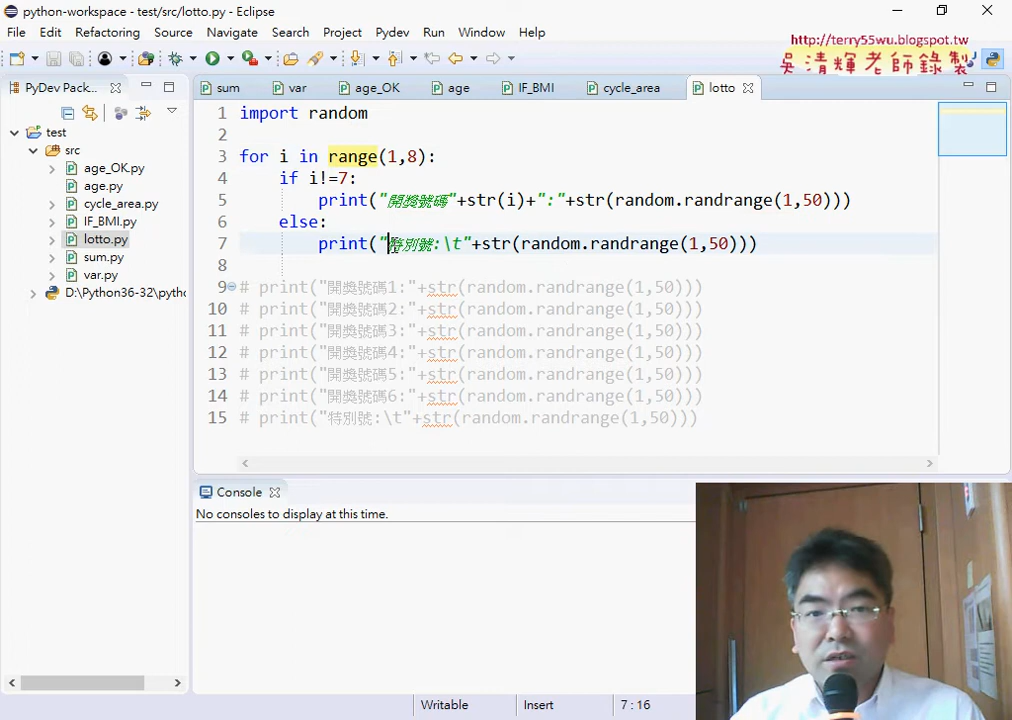 python-workspace - test/src/lotto.py - Eclipse
File Edit Refactoring Source Navigate Search Project Pydev Run Window Help
http://terry55wu.blogspot.tw
吳清輝老師錄製
PyDev Pack...
sum var age_OK age IF_BMI cycle_area lotto
test
src
age_OK.py
age.py
cycle_area.py
IF_BMI.py
lotto.py
sum.py
var.py
D:\Python36-32\pytho
1 import random
2
3 for i in range(1,8):
4 if i!=7:
5 print("開獎號碼"+str(i)+":"+str(random.randrange(1,50)))
6 else:
7 print("特別號:\t"+str(random.randrange(1,50)))
8
9 # print("開獎號碼1:"+str(random.randrange(1,50)))
10 # print("開獎號碼2:"+str(random.randrange(1,50)))
11 # print("開獎號碼3:"+str(random.randrange(1,50)))
12 # print("開獎號碼4:"+str(random.randrange(1,50)))
13 # print("開獎號碼5:"+str(random.randrange(1,50)))
14 # print("開獎號碼6:"+str(random.randrange(1,50)))
15 # print("特別號:\t"+str(random.randrange(1,50)))
Console
No consoles to display at this time.
Writable Insert 7 : 16